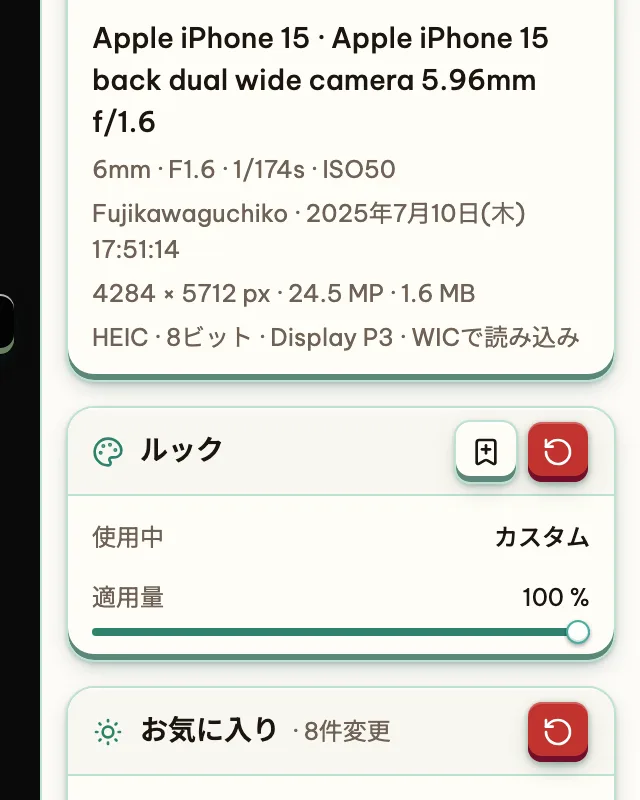 Apple iPhone 15 · Apple iPhone 15
back dual wide camera 5.96mm
f/1.6
6mm · F1.6 · 1/174s · ISO50
Fujikawaguchiko · 2025年7月10日(木)
17:51:14
4284 × 5712 px · 24.5 MP · 1.6 MB
HEIC · 8ビット · Display P3 · WICで読み込み
ルック
使用中 カスタム
適用量 100 %
お気に入り · 8件変更